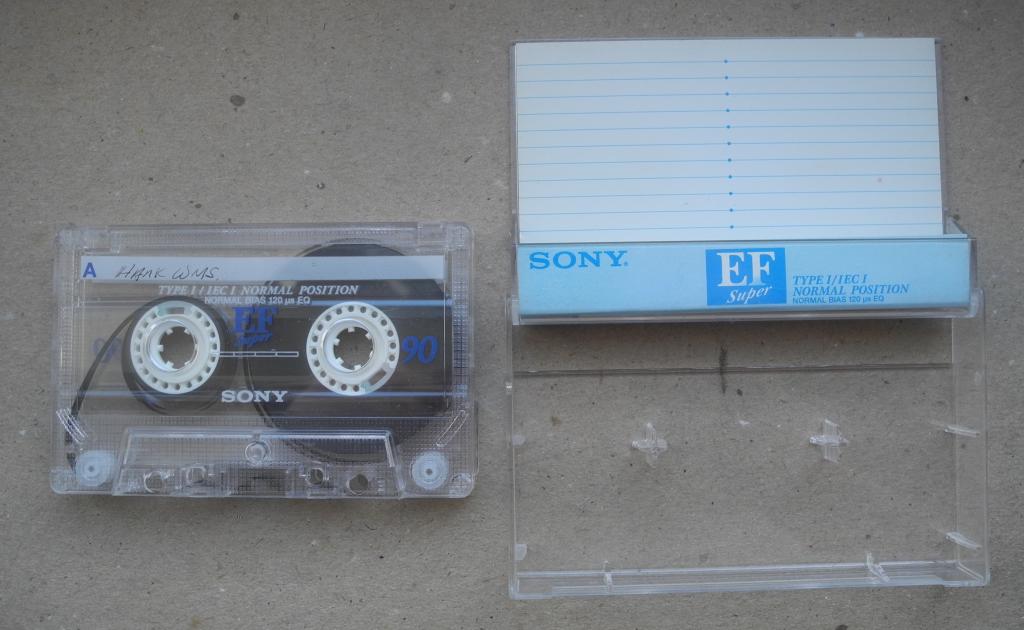 A HANK WMS.
TYPE I / IEC I NORMAL POSITION
NORMAL BIAS 120 µs EQ
EF
Super
90
SONY
SONY.
EF
Super
TYPE I/IEC I
NORMAL POSITION
NORMAL BIAS 120 µs EQ